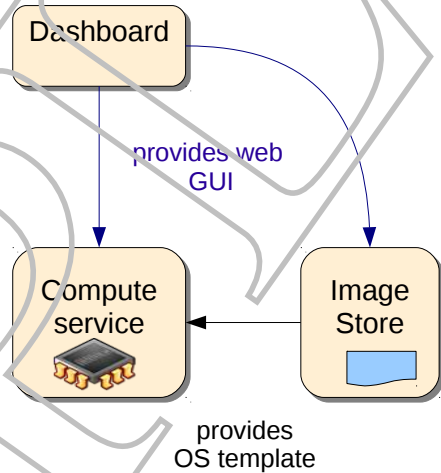 Dashboard
provides web
GUI
Compute
service
Image
Store
provides
OS template